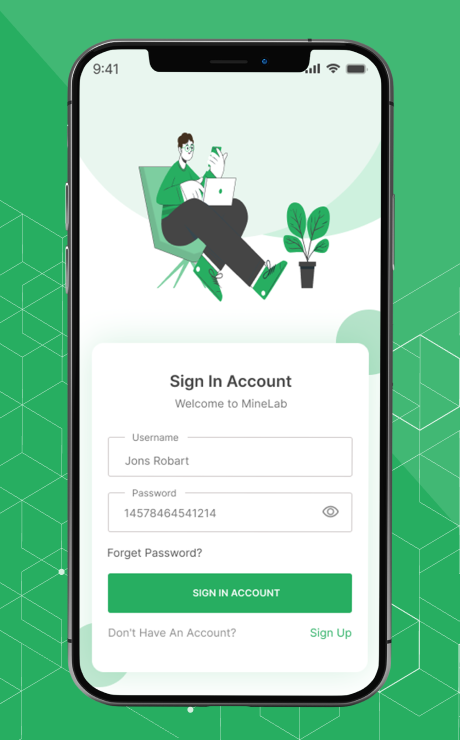 9:41
Sign In Account
Welcome to MineLab
Username
Jons Robart
Password
14578464541214
Forget Password?
SIGN IN ACCOUNT
Don't Have An Account? Sign Up